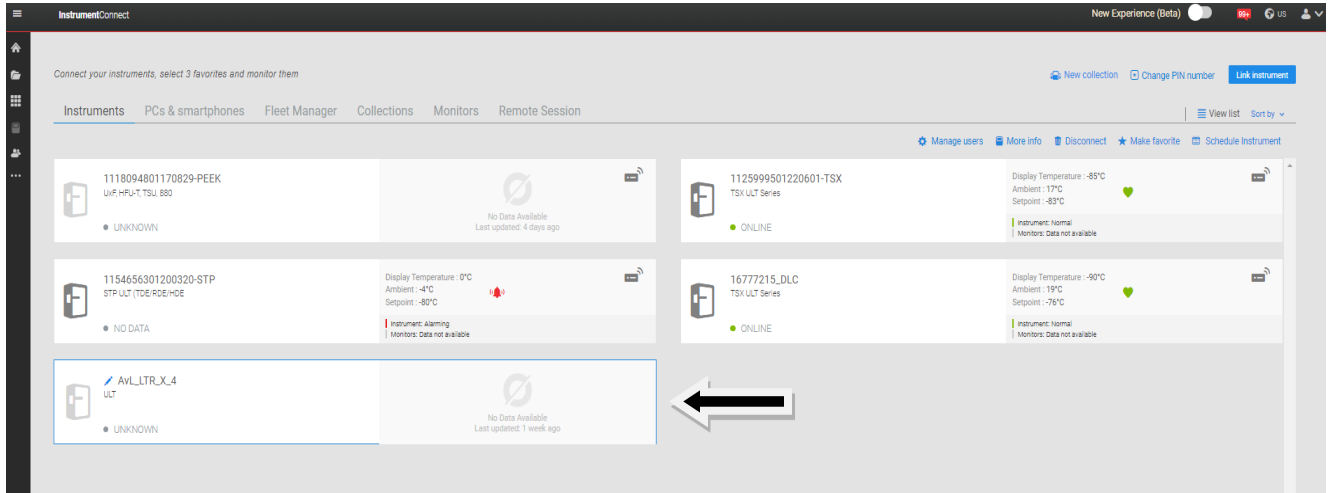 InstrumentConnect
New Experience (Beta)
99+
US
Connect your instruments, select 3 favorites and monitor them
New collection
Change PIN number
Link instrument
Instruments PCs & smartphones Fleet Manager Collections Monitors Remote Session
View list
Sort by
Manage users More info Disconnect Make favorite Schedule Instrument
1118094801170829-PEEK
UxF, HFU-T, TSU, 880
UNKNOWN
No Data Available
Last updated: 4 days ago
1125999501220601-TSX
TSX ULT Series
ONLINE
Display Temperature : -85°C
Ambient : 17°C
Setpoint : -83°C
Instrument: Normal
Monitors: Data not available
1154656301200320-STP
STP ULT (TDE/RDE/HDE
NO DATA
Display Temperature : 0°C
Ambient : -4°C
Setpoint : -80°C
Instrument: Alarming
Monitors: Data not available
16777215_DLC
TSX ULT Series
ONLINE
Display Temperature : -90°C
Ambient : 19°C
Setpoint : -76°C
Instrument: Normal
Monitors: Data not available
AvL_LTR_X_4
ULT
UNKNOWN
No Data Available
Last updated: 1 week ago